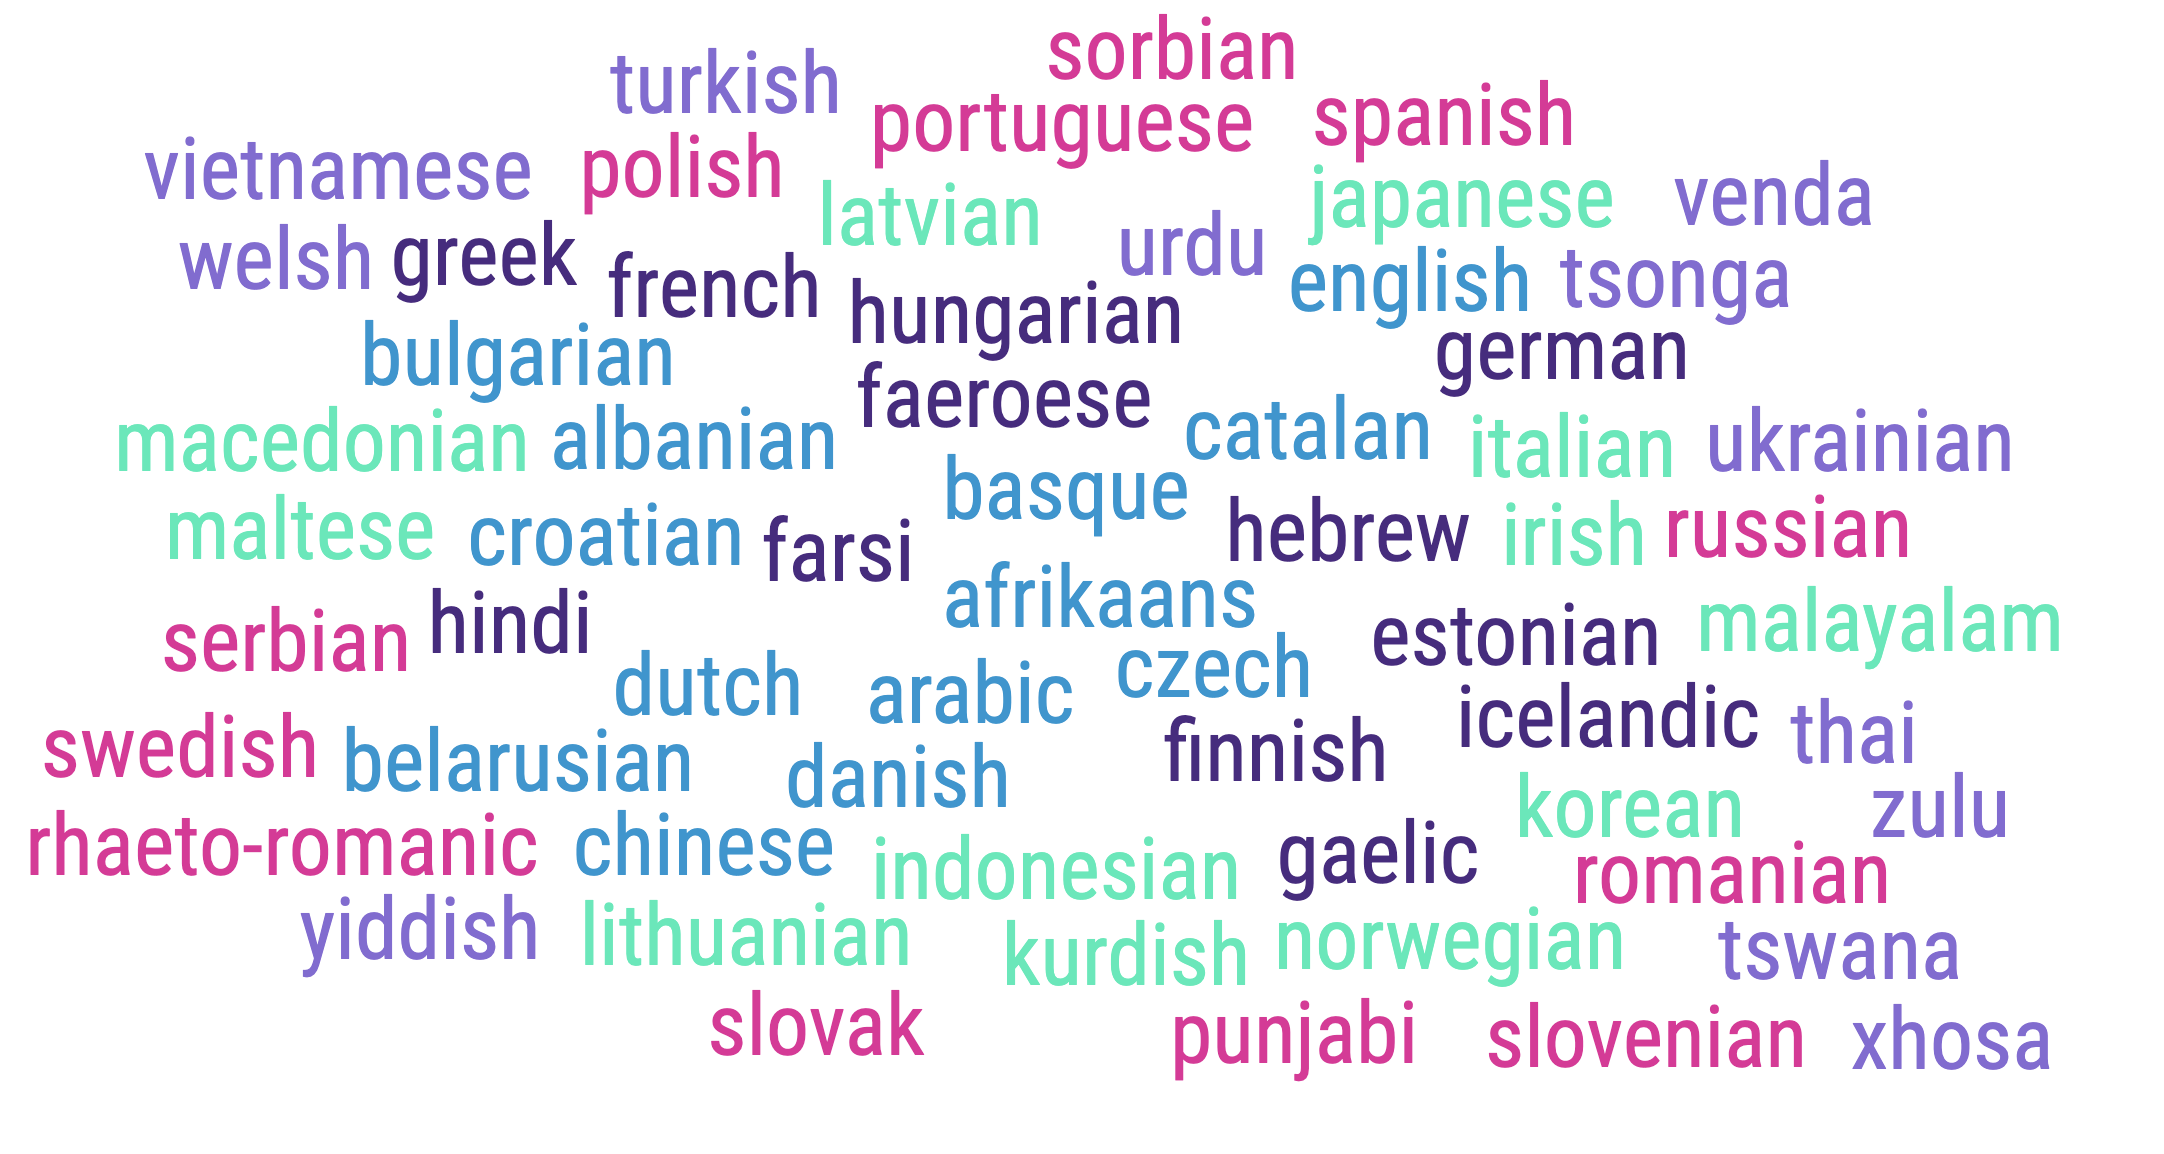 sorbian
turkish
portuguese spanish
vietnamese polish
latvian japanese venda
welsh greek french urdu english tsonga
hungarian
bulgarian german
faeroese
macedonian albanian catalan italian ukrainian
basque
maltese croatian farsi hebrew irish russian
afrikaans
serbian hindi estonian malayalam
dutch arabic czech
swedish belarusian danish finnish icelandic thai
korean zulu
rhaeto-romanic chinese indonesian gaelic romanian
yiddish lithuanian kurdish norwegian tswana
slovak punjabi slovenian xhosa